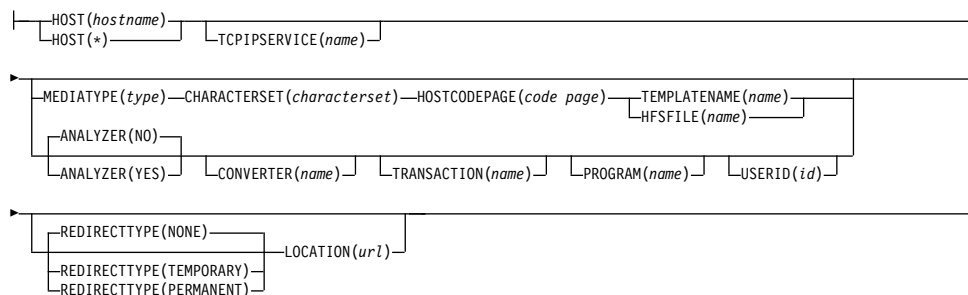 HOST(hostname)
HOST(*)
TCPIPSERVICE(name)
MEDIATYPE(type) CHARACTERSET(characterset) HOSTCODEPAGE(code page) TEMPLATENAME(name)
HFSFILE(name)
ANALYZER(NO)
ANALYZER(YES) CONVERTER(name) TRANSACTION(name) PROGRAM(name) USERID(id)
REDIRECTTYPE(NONE)
LOCATION(url)
REDIRECTTYPE(TEMPORARY)
REDIRECTTYPE(PERMANENT)